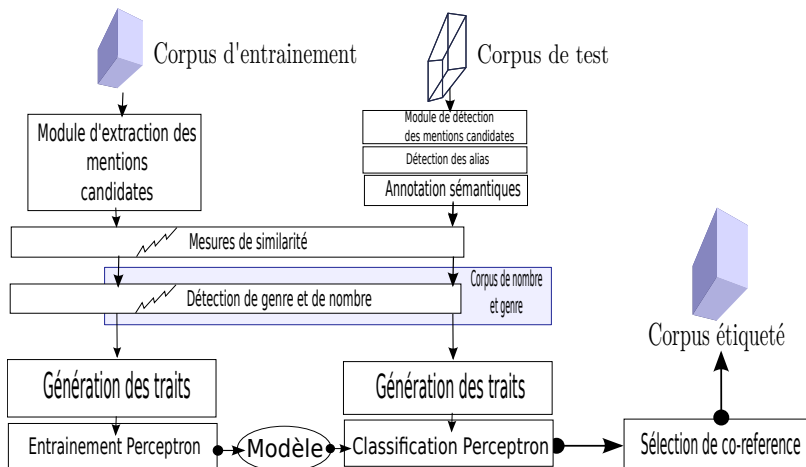 Corpus d'entrainement
Corpus de test
Module d'extraction des
mentions
candidates
Module de détection
des mentions candidates
Détection des alias
Annotation sémantiques
Mesures de similarité
Détection de genre et de nombre
Corpus de nombre
et genre
Corpus étiqueté
Génération des traits
Génération des traits
Entrainement Perceptron
Modèle
Classification Perceptron
Sélection de co-reference